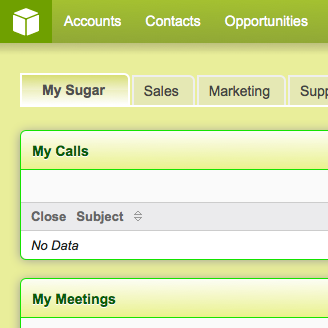 Accounts Contacts Opportunities
My Sugar Sales Marketing Supp
My Calls
Close Subject
No Data
My Meetings